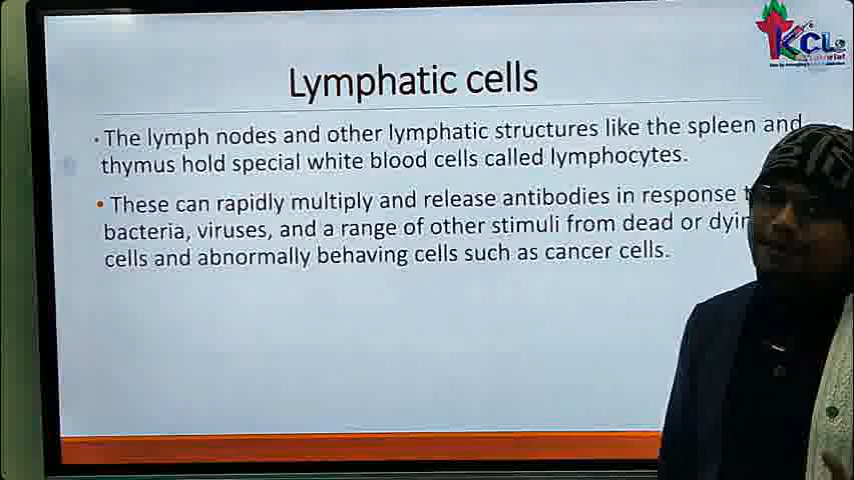 KCL
Lymphatic cells
• The lymph nodes and other lymphatic structures like the spleen and
thymus hold special white blood cells called lymphocytes.
• These can rapidly multiply and release antibodies in response
bacteria, viruses, and a range of other stimuli from dead or
cells and abnormally behaving cells such as cancer cells.